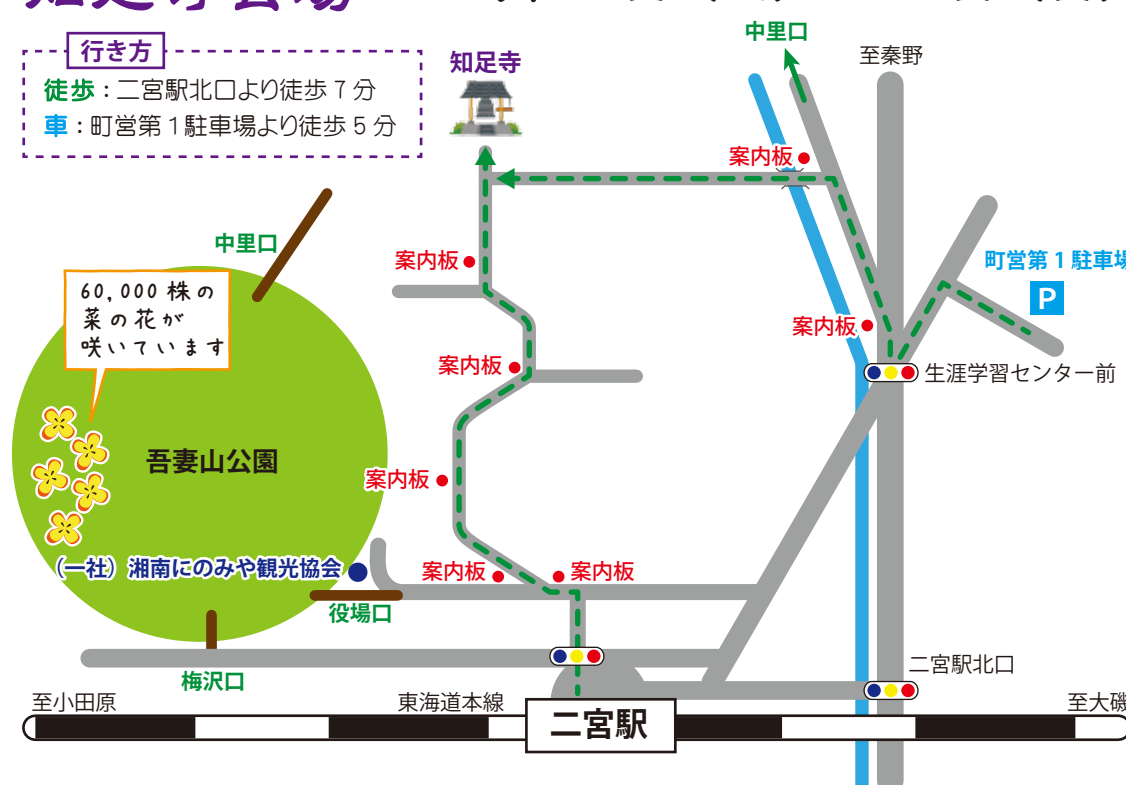 行き方
徒歩：二宮駅北口より徒歩７分
車：町営第１駐車場より徒歩５分
知足寺
中里口
至秦野
案内板
中里口
案内板
町営第１駐車場
P
60,000 株の
菜の花が
咲いています
案内板
案内板
生涯学習センター前
吾妻山公園
案内板
（一社）湘南にのみや観光協会
案内板
案内板
役場口
二宮駅北口
梅沢口
至小田原
東海道本線
至大磯
二宮駅